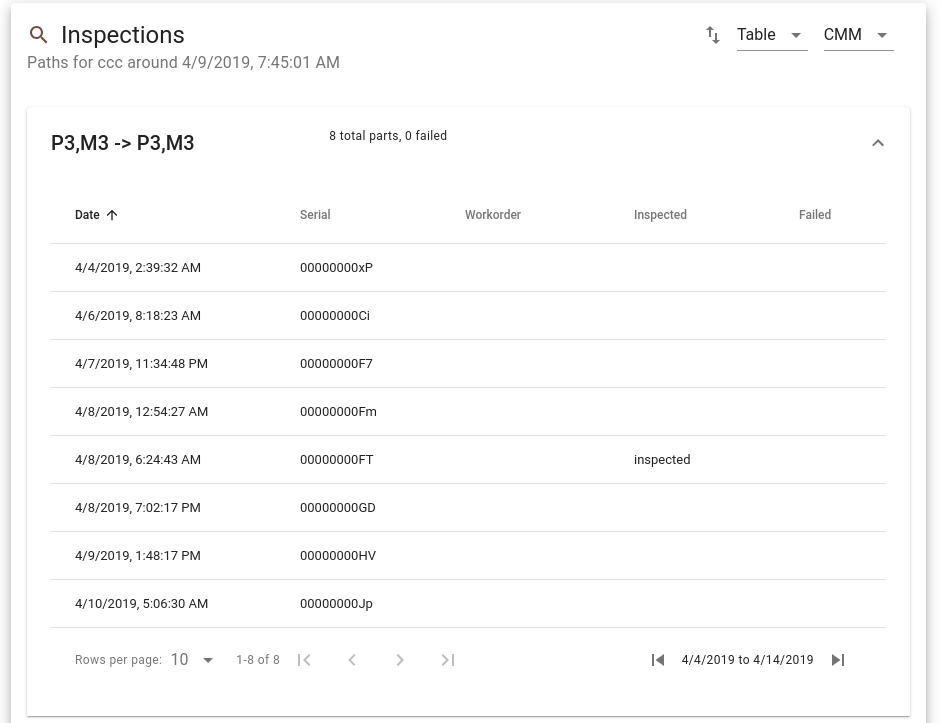 Inspections
Table
CMM
Paths for ccc around 4/9/2019, 7:45:01 AM
P3,M3 -> P3,M3
8 total parts, 0 failed
Date Serial Workorder Inspected Failed
4/4/2019, 2:39:32 AM 00000000xP
4/6/2019, 8:18:23 AM 00000000Ci
4/7/2019, 11:34:48 PM 00000000F7
4/8/2019, 12:54:27 AM 00000000Fm
4/8/2019, 6:24:43 AM 00000000FT inspected
4/8/2019, 7:02:17 PM 00000000GD
4/9/2019, 1:48:17 PM 00000000HV
4/10/2019, 5:06:30 AM 00000000Jp
Rows per page: 10 1-8 of 8 4/4/2019 to 4/14/2019